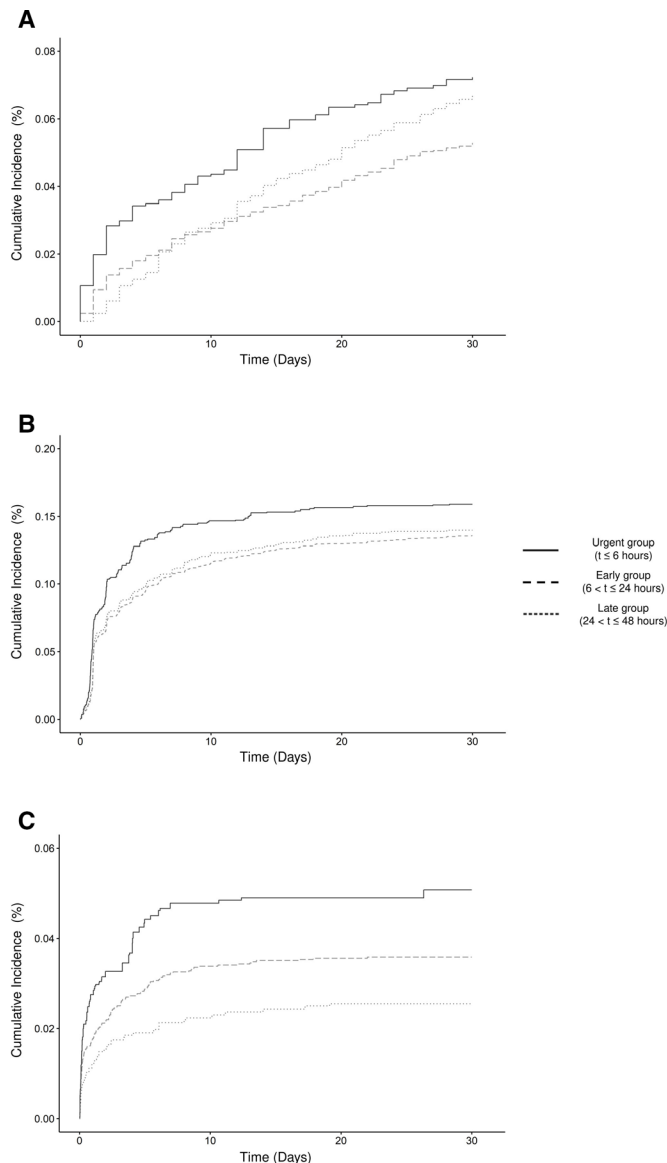 A
0.08
0.06
0.04
0.02
0.00
Cumulative Incidence (%)
0 10 20 30
Time (Days)
B
0.20
0.15
0.10
0.05
0.00
Cumulative Incidence (%)
0 10 20 30
Time (Days)
Urgent group
(t ≤ 6 hours)
Early group
(6 < t ≤ 24 hours)
Late group
(24 < t ≤ 48 hours)
C
0.06
0.04
0.02
0.00
Cumulative Incidence (%)
0 10 20 30
Time (Days)